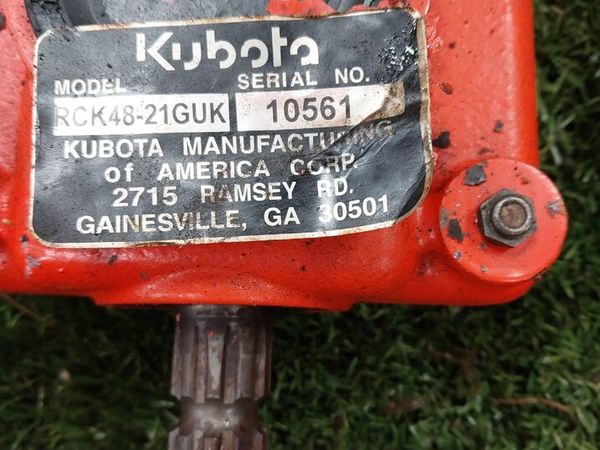 Kubota
MODEL SERIAL NO.
RCK48-21GUK 10561
KUBOTA MANUFACTURING
of AMERICA CORP.
2715 RAMSEY RD.
GAINESVILLE, GA 30501